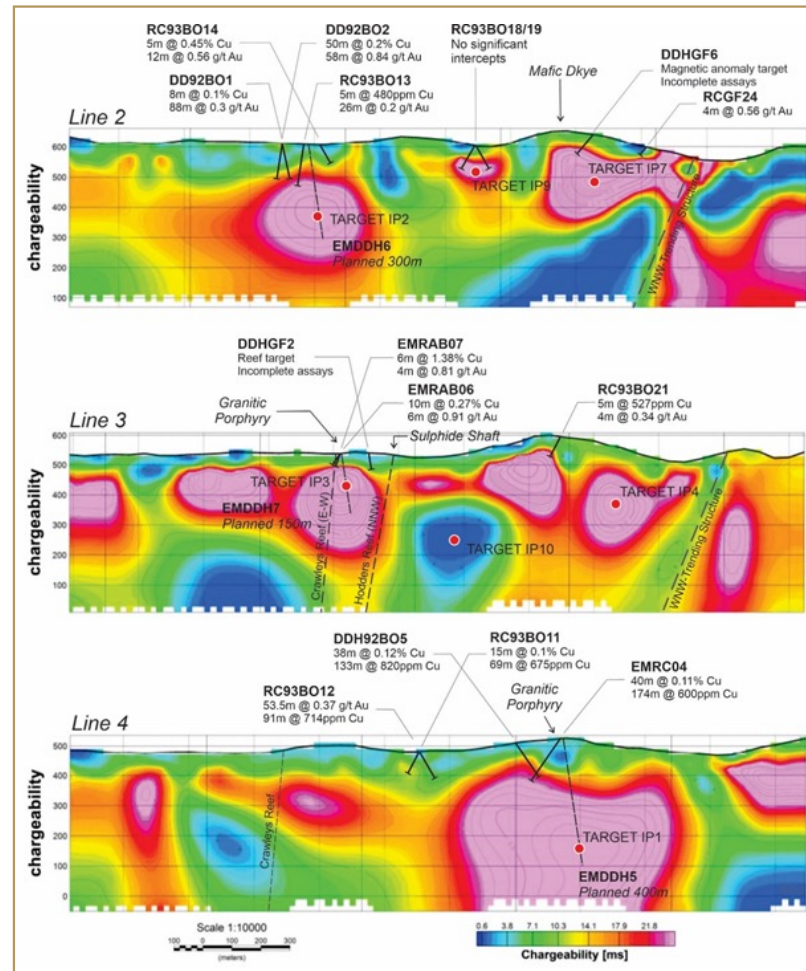 RC93BO14
5m @ 0.45% Cu
12m @ 0.56 g/t Au
DD92BO2
50m @ 0.2% Cu
58m @ 0.84 g/t Au
RC93BO18/19
No significant
intercepts
Mafic Dkye
DDHGF6
Magnetic anomaly target
Incomplete assays
DD92BO1
8m @ 0.1% Cu
88m @ 0.3 g/t Au
RC93BO13
5m @ 480ppm Cu
26m @ 0.2 g/t Au
RCGF24
4m @ 0.56 g/t Au
Line 2
chargeability
600
500
400
300
200
100
TARGET IP2
TARGET IP9
TARGET IP7
EMDDH6
Planned 300m
WNW-Trending Structure
DDHGF2
Reef target
Incomplete assays
EMRAB07
6m @ 1.38% Cu
4m @ 0.81 g/t Au
EMRAB06
10m @ 0.27% Cu
6m @ 0.91 g/t Au
RC93BO21
5m @ 527ppm Cu
4m @ 0.34 g/t Au
Granitic
Porphyry
Sulphide Shaft
Line 3
chargeability
600
500
400
300
200
100
TARGET IP3
EMDDH7
Planned 150m
Crawleys Reef (E-W)
Hodders Reef (NNW)
TARGET IP10
TARGET IP4
WNW-Trending Structure
DDH92BO5
38m @ 0.12% Cu
133m @ 820ppm Cu
RC93BO11
15m @ 0.1% Cu
69m @ 675ppm Cu
RC93BO12
53.5m @ 0.37 g/t Au
91m @ 714ppm Cu
Granitic
Porphyry
EMRC04
40m @ 0.11% Cu
174m @ 600ppm Cu
Line 4
chargeability
500
400
300
200
100
0
Crawleys Reef
TARGET IP1
EMDDH5
Planned 400m
Scale 1:10000
100 0 100 200 300
(meters)
0.6 3.8 7.1 10.3 14.1 17.9 21.8
Chargeability [ms]